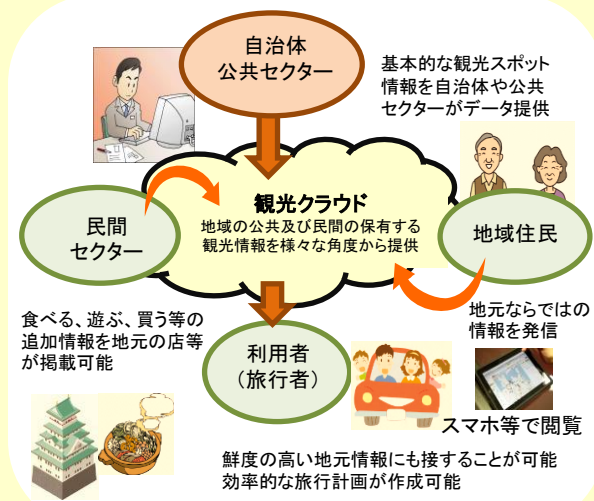 自治体
公共セクター
基本的な観光スポット
情報を自治体や公共
セクターがデータ提供
観光クラウド
地域の公共及び民間の保有する
観光情報を様々な角度から提供
民間
セクター
地域住民
食べる、遊ぶ、買う等の
追加情報を地元の店等
が掲載可能
地元ならではの
情報を発信
利用者
（旅行者）
スマホ等で閲覧
鮮度の高い地元情報にも接することが可能
効率的な旅行計画が作成可能